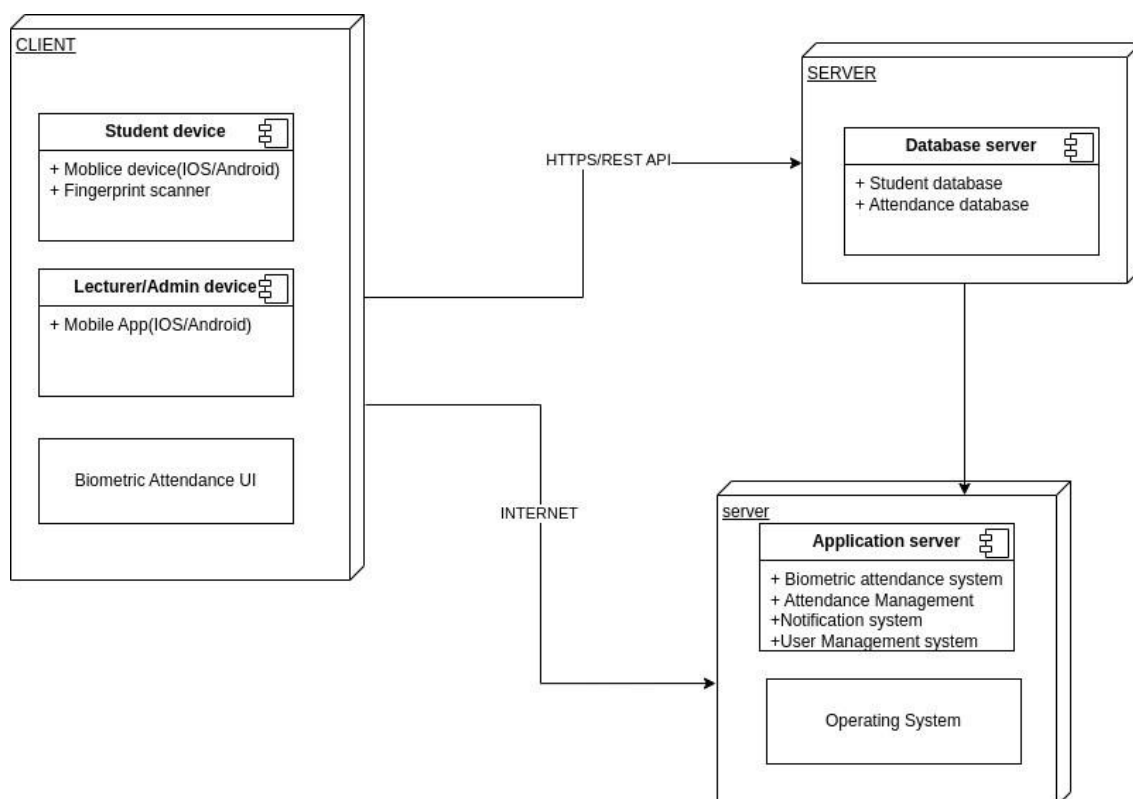 CLIENT
Student device
+ Moblice device(IOS/Android)
+ Fingerprint scanner
Lecturer/Admin device
+ Mobile App(IOS/Android)
Biometric Attendance UI
HTTPS/REST API
INTERNET
SERVER
Database server
+ Student database
+ Attendance database
server
Application server
+ Biometric attendance system
+ Attendance Management
+Notification system
+User Management system
Operating System